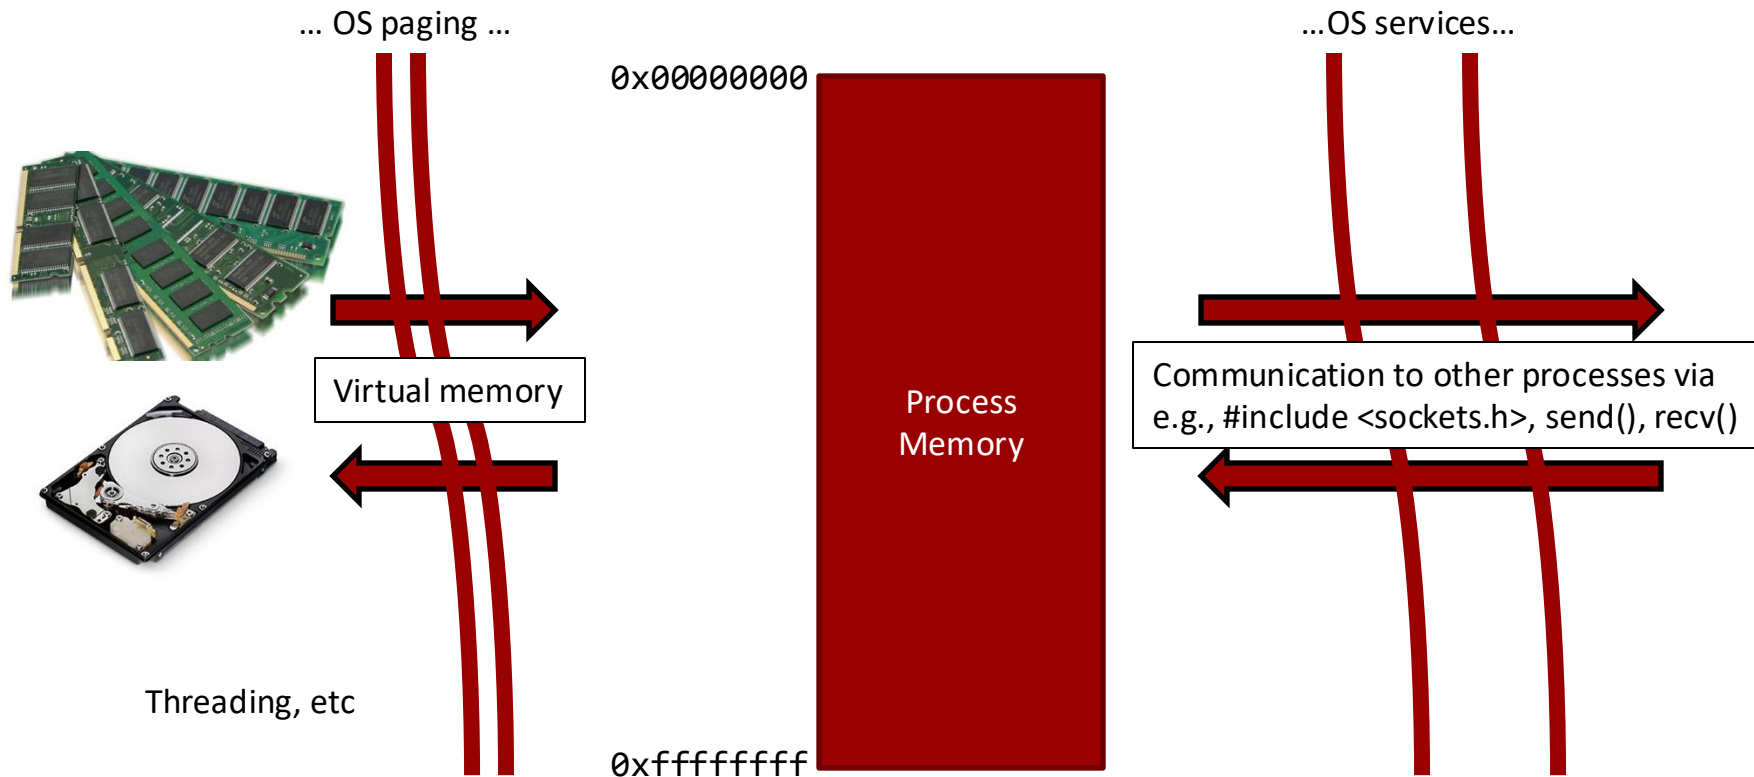 ... OS paging ...
...OS services...
0x00000000
Virtual memory
Process
Memory
Communication to other processes via
e.g., #include <sockets.h>, send(), recv()
Threading, etc
0xffffffff